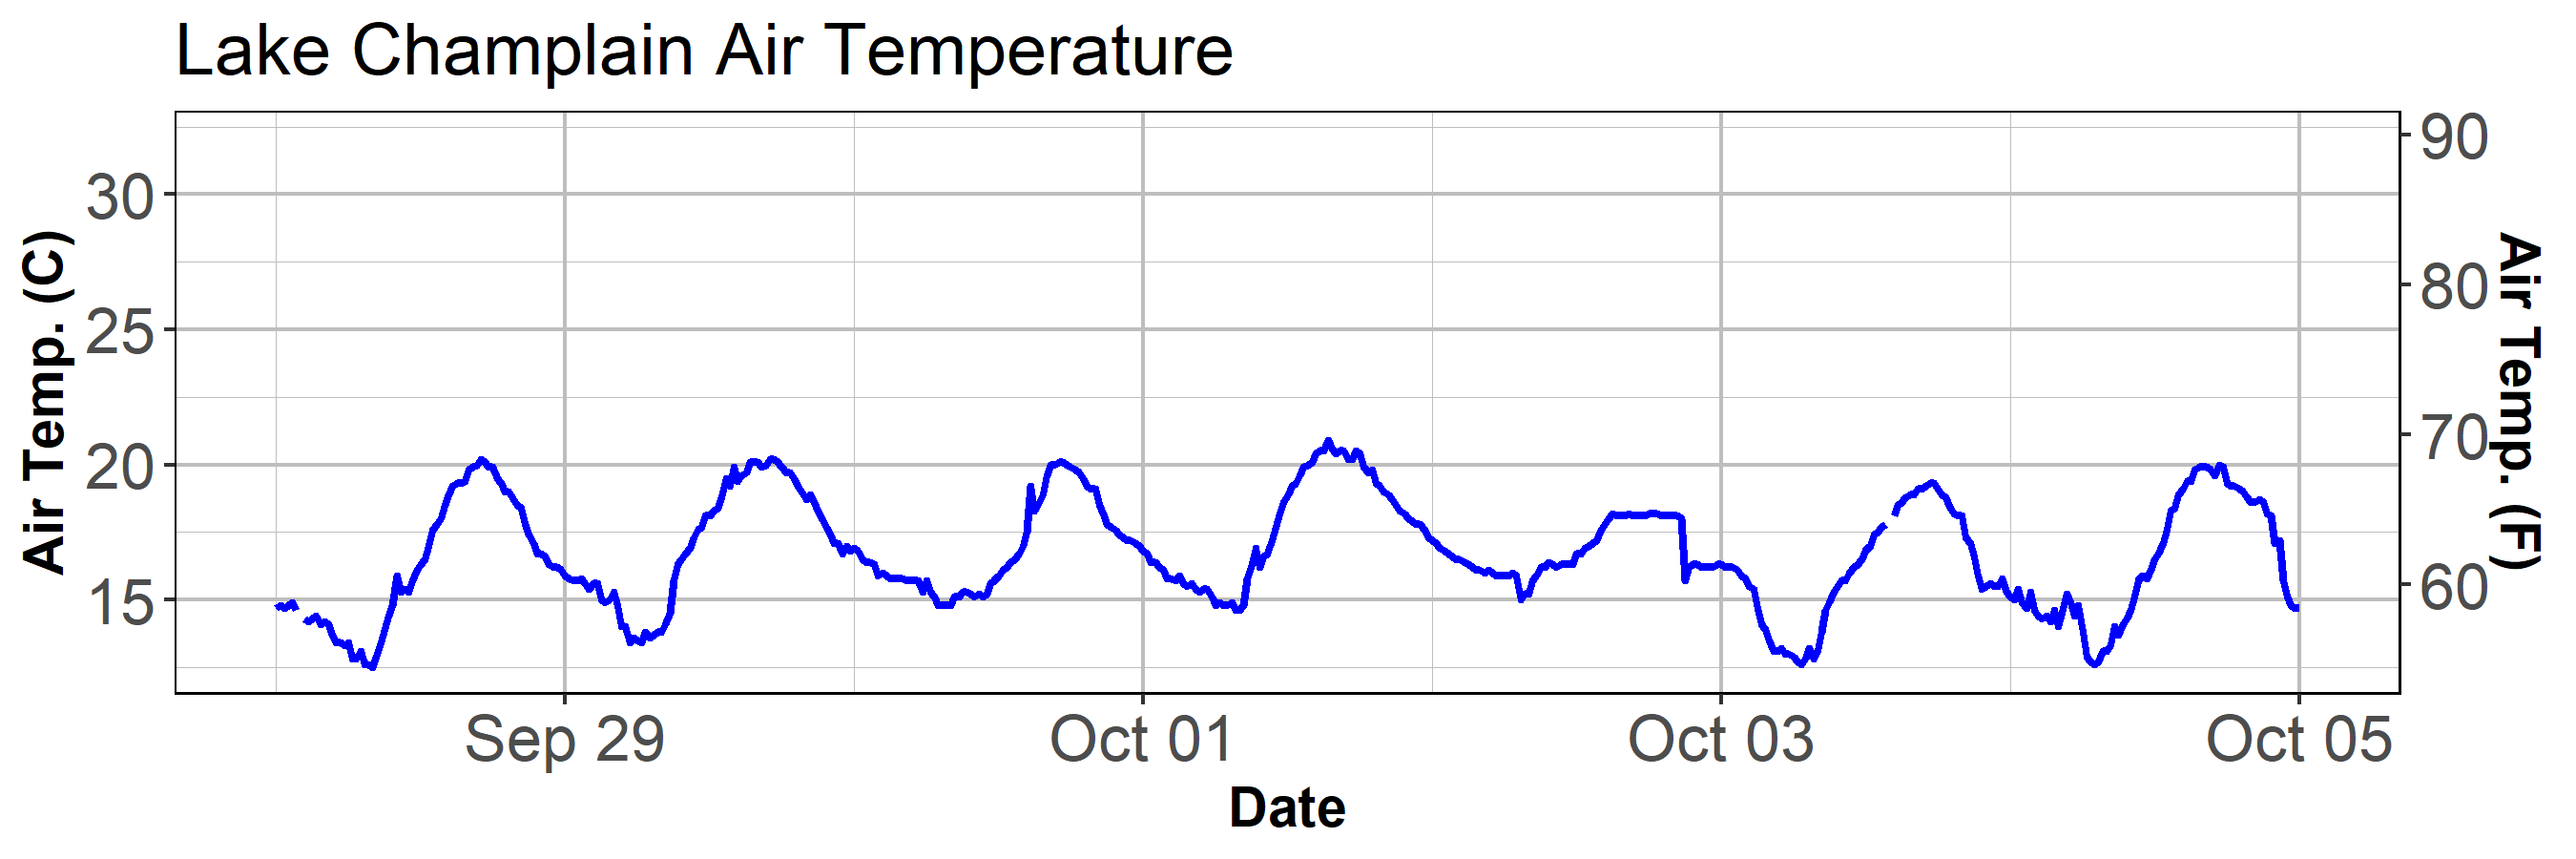 Lake Champlain Air Temperature
Air Temp. (C)
30
25
20
15
90
80
70
60
Air Temp. (F)
Sep 29 Oct 01 Oct 03 Oct 05
Date